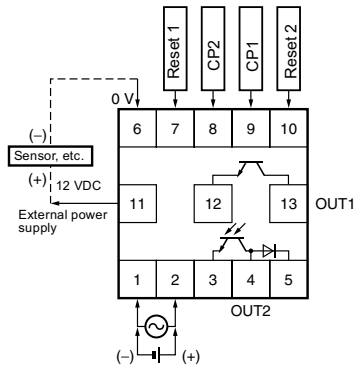 Reset 1
CP2
CP1
Reset 2
0 V
6 7 8 9 10
(−)
Sensor, etc.
(+)
12 VDC
External power
supply
11 12 13
OUT1
1 2 3 4 5
OUT2
(−) (+)